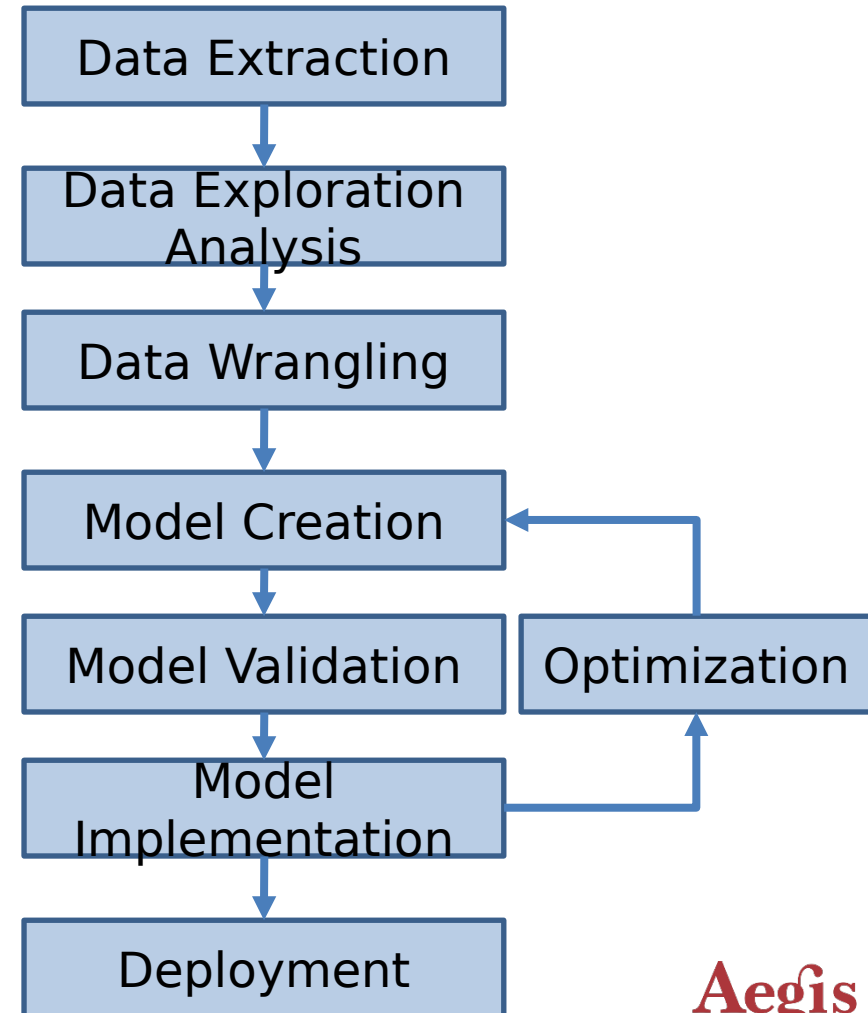 Data Extraction
Data Exploration
Analysis
Data Wrangling
Model Creation
Model Validation
Optimization
Model
Implementation
Deployment
Aegis